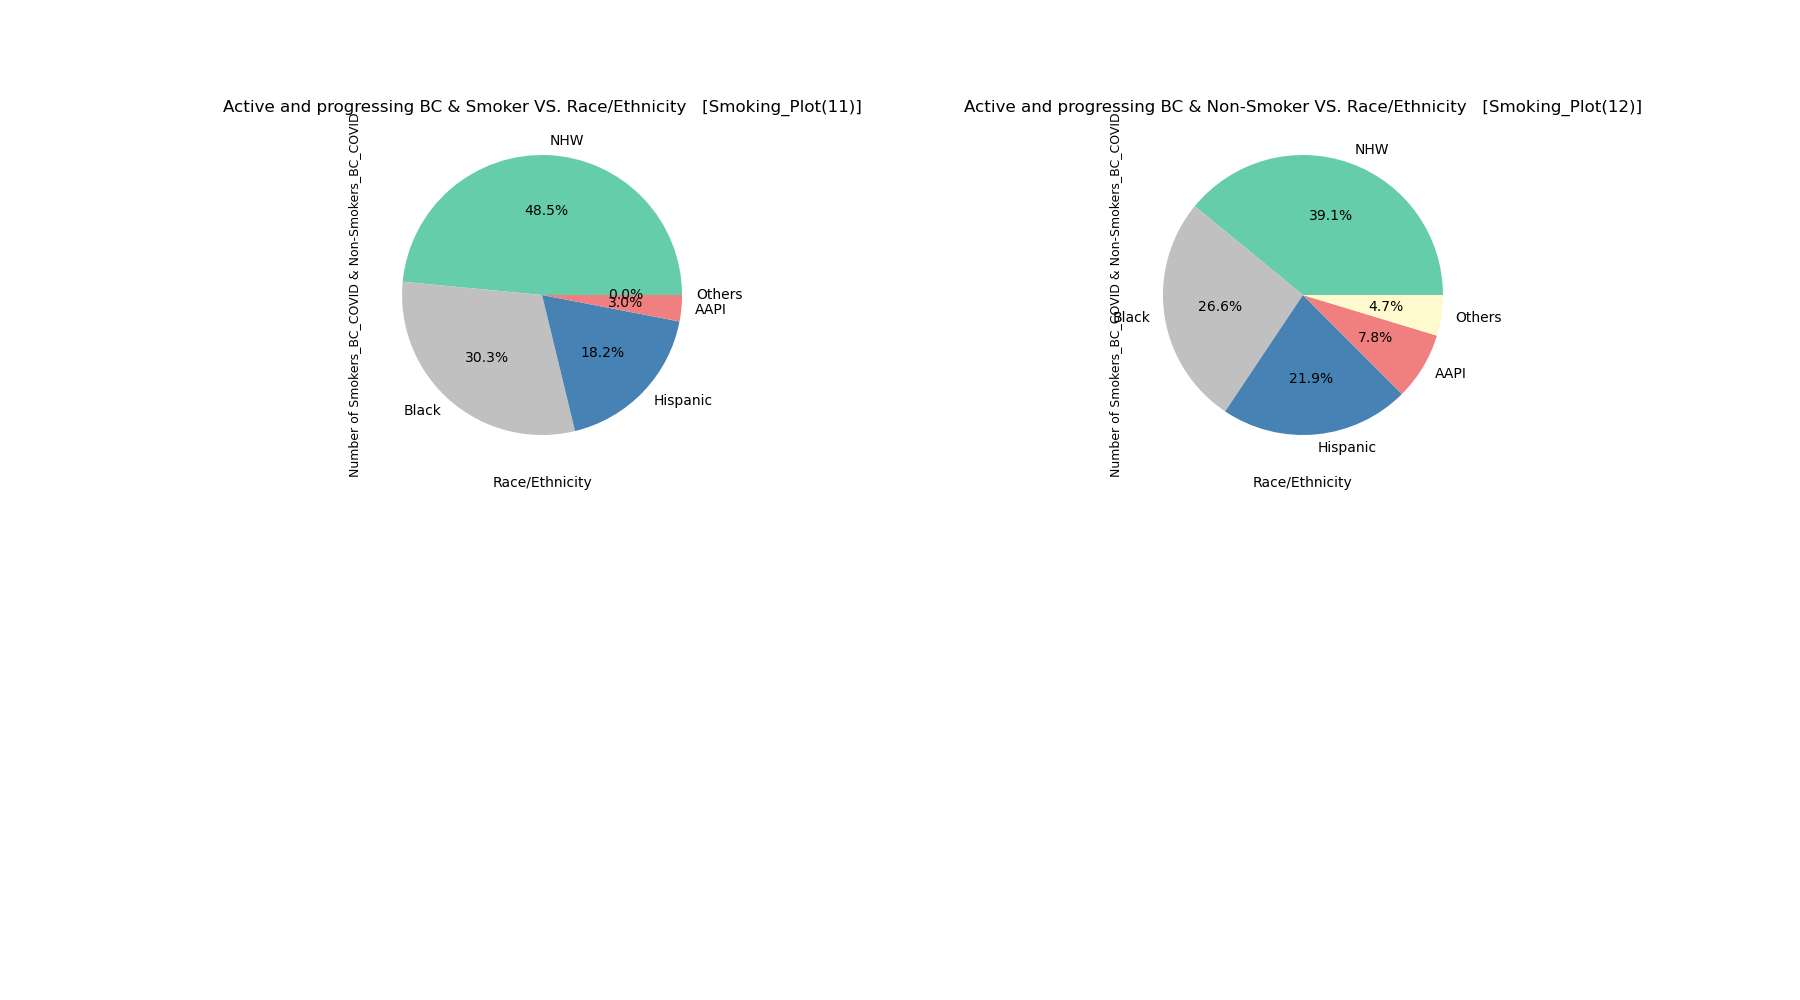 Active and progressing BC & Smoker VS. Race/Ethnicity   [Smoking_Plot(11)]
Number of Smokers_BC_COVID & Non-Smokers_BC_COVID
NHW
48.5%
0.0%
Others
3.0%
AAPI
18.2%
30.3%
Hispanic
Black
Race/Ethnicity
Active and progressing BC & Non-Smoker VS. Race/Ethnicity   [Smoking_Plot(12)]
Number of Smokers_BC_COVID & Non-Smokers_BC_COVID
NHW
39.1%
26.6%
4.7%
Black
Others
7.8%
AAPI
21.9%
Hispanic
Race/Ethnicity